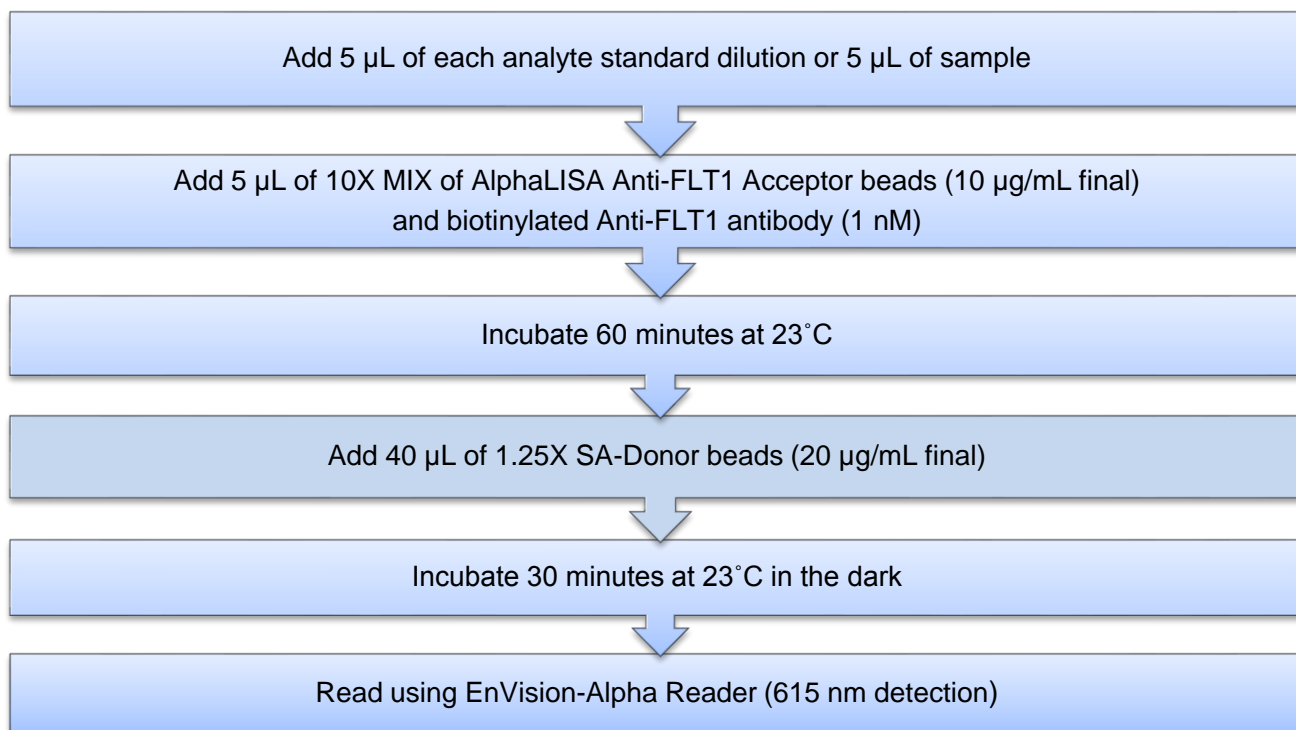 Add 5 µL of each analyte standard dilution or 5 µL of sample
Add 5 µL of 10X MIX of AlphaLISA Anti-FLT1 Acceptor beads (10 µg/mL final)
and biotinylated Anti-FLT1 antibody (1 nM)
Incubate 60 minutes at 23˚C
Add 40 µL of 1.25X SA-Donor beads (20 µg/mL final)
Incubate 30 minutes at 23˚C in the dark
Read using EnVision-Alpha Reader (615 nm detection)